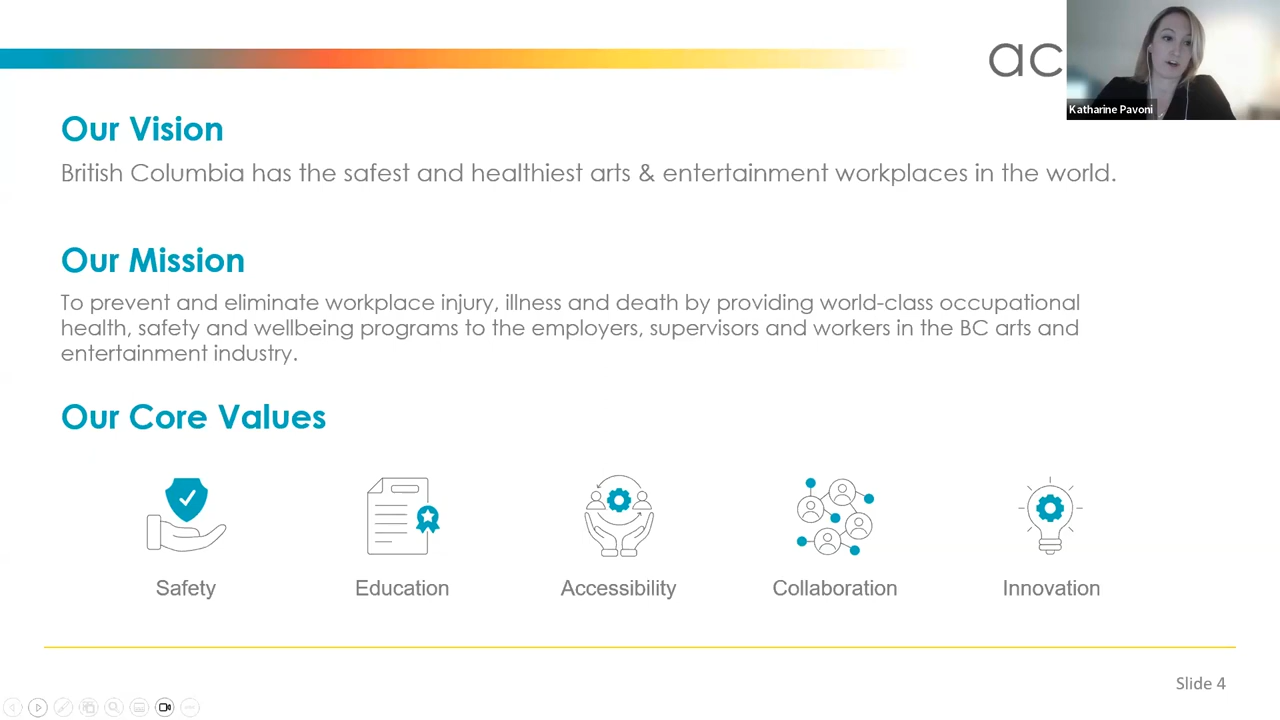 ac
Katharine Pavoni
Our Vision
British Columbia has the safest and healthiest arts & entertainment workplaces in the world.
Our Mission
To prevent and eliminate workplace injury, illness and death by providing world-class occupational
health, safety and wellbeing programs to the employers, supervisors and workers in the BC arts and
entertainment industry.
Our Core Values
Safety
Education
Accessibility
Collaboration
Innovation
Slide 4